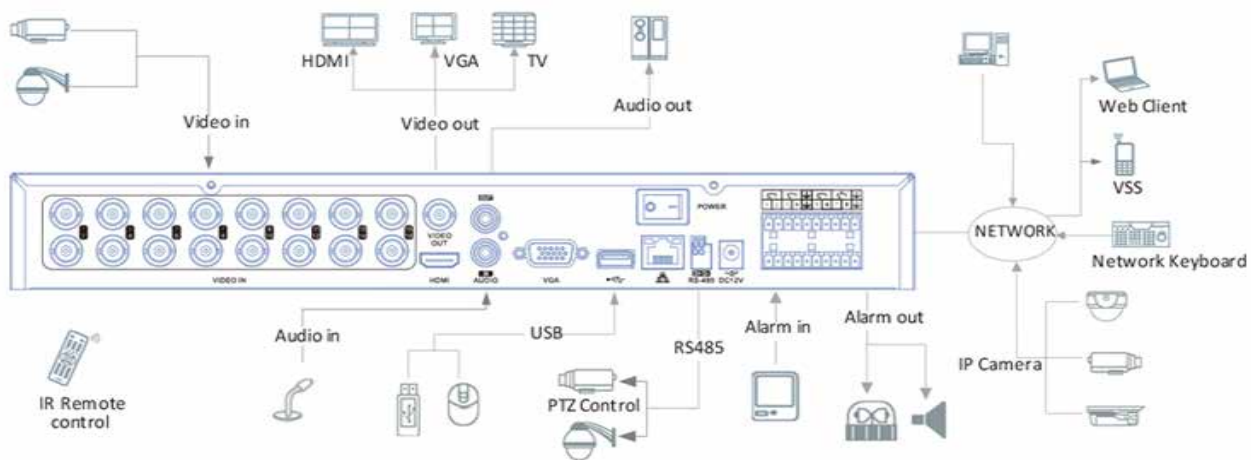 HDMI
VGA
TV
Audio out
Video in
Video out
Web Client
VSS
POWER
NETWORK
Network Keyboard
VIDEO OUT
VIDEO IN
HDMI
AUDIO
VGA
RS-485
DC12V
Audio in
USB
RS485
Alarm in
Alarm out
IP Camera
PTZ Control
IR Remote
control